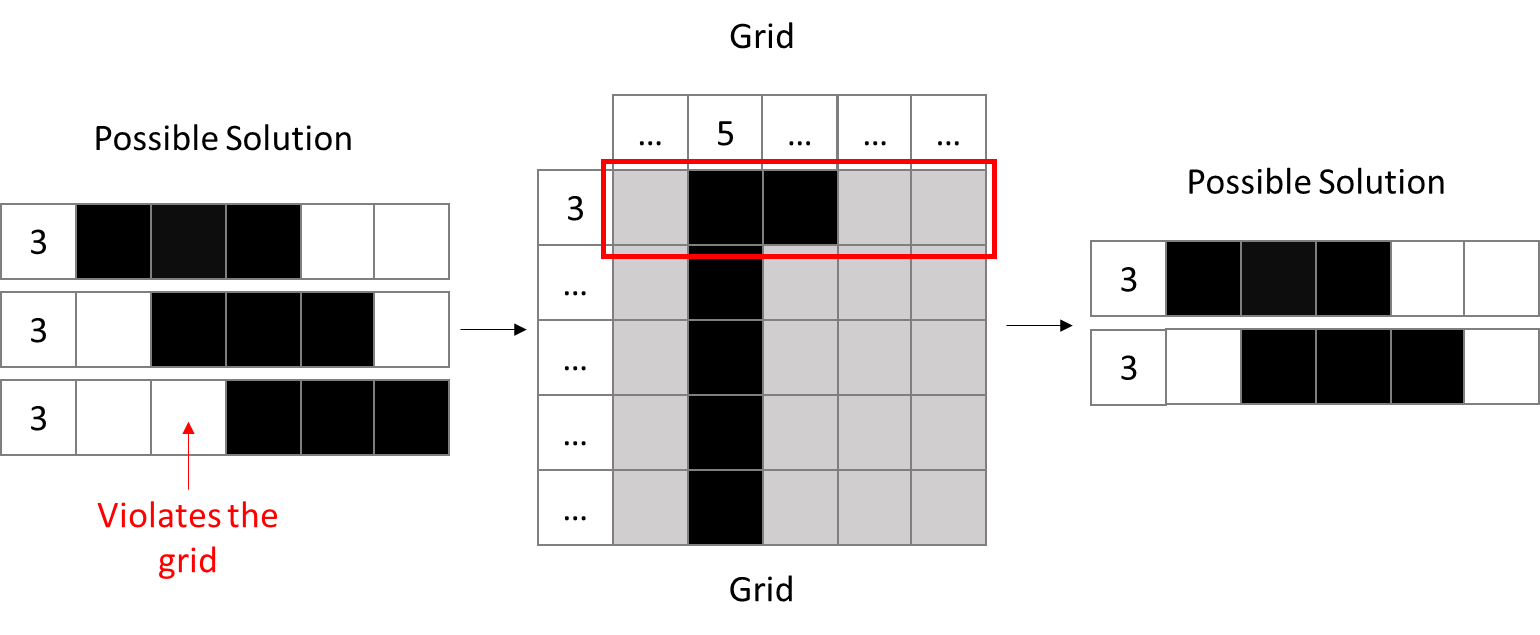 Grid
Possible Solution
3
3
3
Violates the
grid
... 5 ... ... ...
3
...
...
...
...
Grid
Possible Solution
3
3